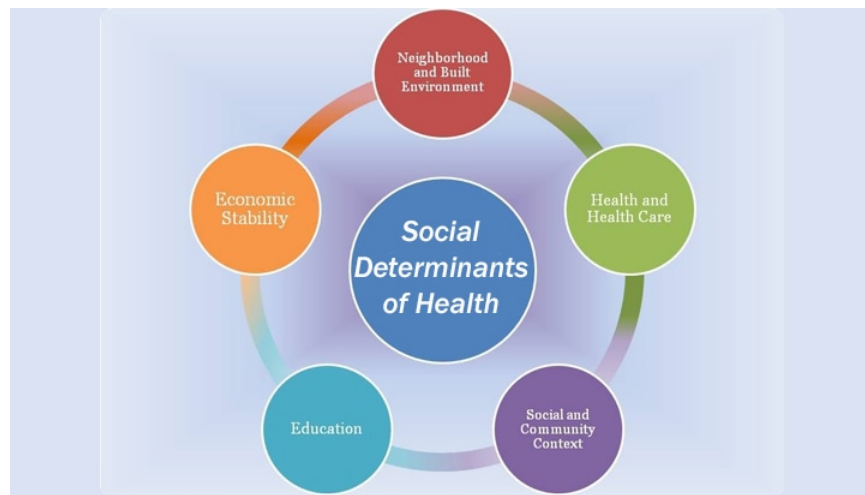 Neighborhood
and Built
Environment
Economic
Stability
Health and
Health Care
Social
Determinants
of Health
Education
Social and
Community
Context